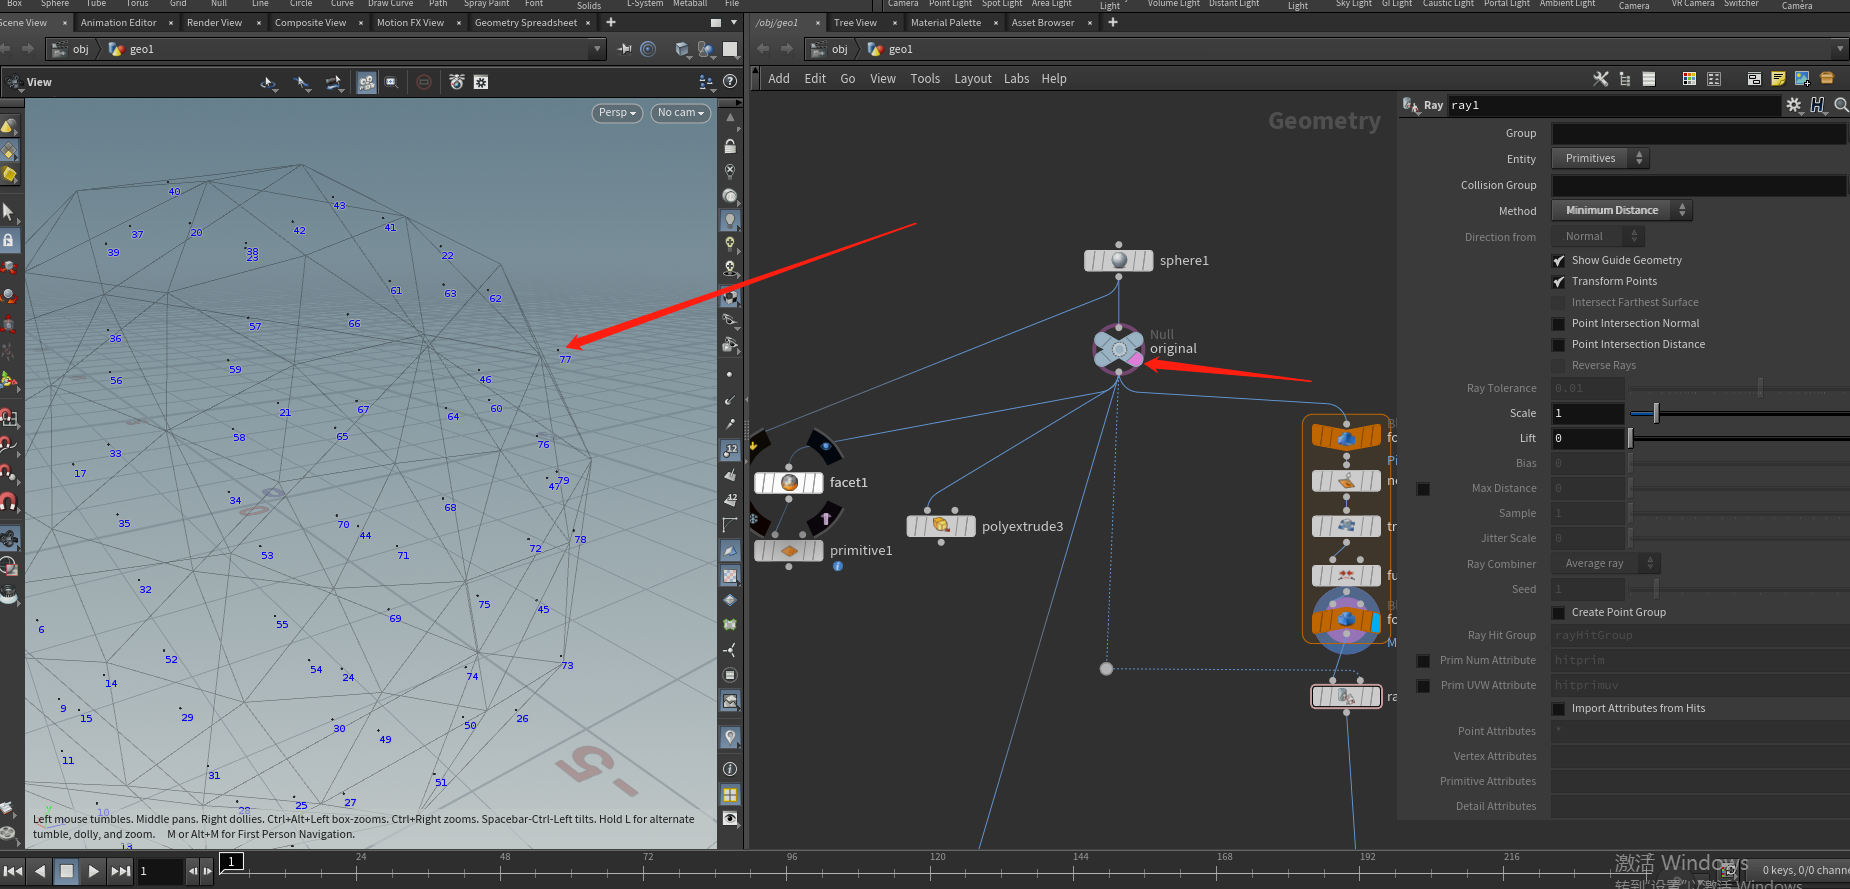 Box Sphere Tube Torus Grid Null Line Circle Curve Draw Curve Path Spray Paint Font Solids L-System Metaball File
Camera Point Light Spot Light Area Light Light Volume Light Distant Light Light Sky Light GI Light Caustic Light Portal Light Ambient Light Camera VR Camera Switcher Camera
Scene View × Animation Editor × Render View × Composite View × Motion FX View × Geometry Spreadsheet × +
/obj/geo1 × Tree View × Material Palette × Asset Browser × +
obj geo1
obj geo1
View
Add Edit Go View Tools Layout Labs Help
Persp No cam
Geometry
Ray ray1
Group
Entity Primitives
Collision Group
Method Minimum Distance
Direction from Normal
Show Guide Geometry
Transform Points
Intersect Farthest Surface
Point Intersection Normal
Point Intersection Distance
Reverse Rays
Ray Tolerance 0.01
Scale 1
Lift 0
Bias 0
Max Distance 0
Sample 1
Jitter Scale 0
Ray Combiner Average ray
Seed 1
Create Point Group
Ray Hit Group rayHitGroup
Prim Num Attribute hitprim
Prim UVW Attribute hitprimuv
Import Attributes from Hits
Point Attributes *
Vertex Attributes
Primitive Attributes
Detail Attributes
sphere1
Null
original
facet1
polyextrude3
primitive1
40
43
37 20 42 41
39 38 22
23
61 63 62
57 66
36 77
59
56 46
21 67 64 60
58 65 76
33
17 79
47
34 68
35 70
44 78
53 71 72
32
75 45
55 69
6
52 73
54 24 74
14
9
15 29 26
30 50
49
11
31 51
28 25 27
10
13
Left mouse tumbles. Middle pans. Right dollies. Ctrl+Alt+Left box-zooms. Ctrl+Right zooms. Spacebar-Ctrl-Left tilts. Hold L for alternate
tumble, dolly, and zoom. M or Alt+M for First Person Navigation.
1 1 24 48 72 96 120 144 168 192 216
激活 Windows
0 keys, 0/0 channe
转到"设置"以激活 Windows